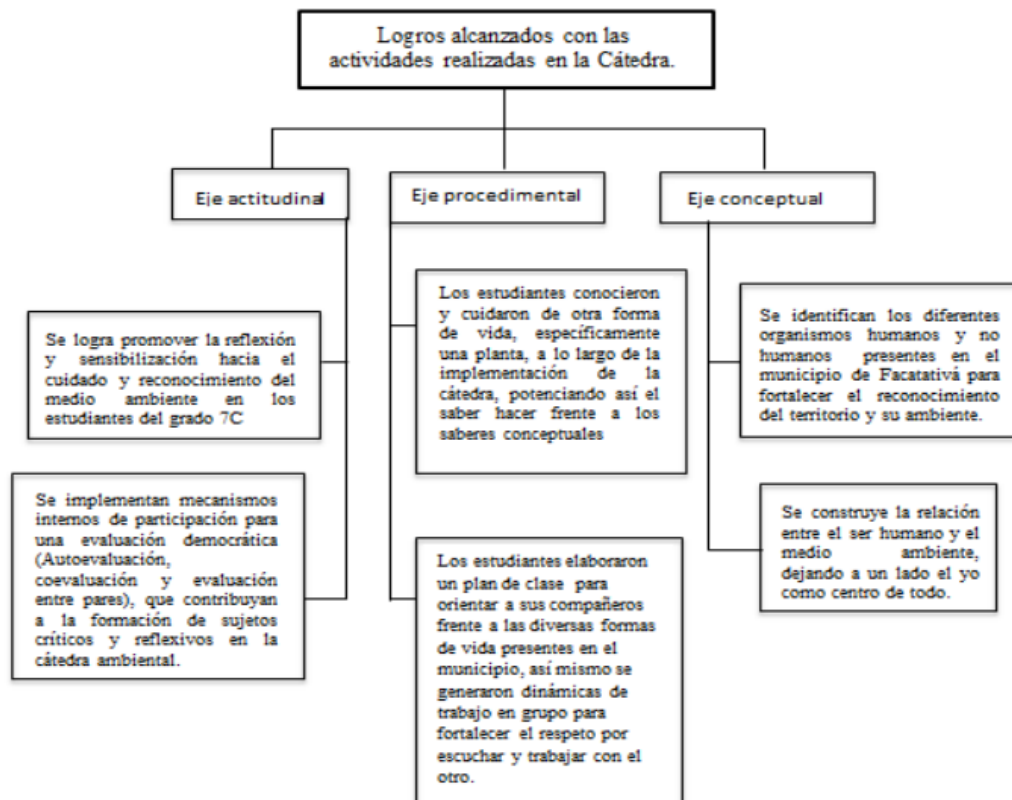 Logros alcanzados con las
actividades realizadas en la Cátedra.
Eje actitudinal
Eje procedimental
Eje conceptual
Se logra promover la reflexión
y sensibilización hacia el
cuidado y reconocimiento del
medio ambiente en los
estudiantes del grado 7C
Se implementan mecanismos
internos de participación para
una evaluación democrática
(Autoevaluación,
coevaluación y evaluación
entre pares), que contribuyan
a la formación de sujetos
críticos y reflexivos en la
cátedra ambiental.
Los estudiantes conocieron
y cuidaron de otra forma
de vida, específicamente
una planta, a lo largo de la
implementación de la
cátedra, potenciando así el
saber hacer frente a los
saberes conceptuales
Los estudiantes elaboraron
un plan de clase para
orientar a sus compañeros
frente a las diversas formas
de vida presentes en el
municipio, así mismo se
generaron dinámicas de
trabajo en grupo para
fortalecer el respeto por
escuchar y trabajar con el
otro.
Se identifican los diferentes
organismos humanos y no
humanos presentes en el
municipio de Facatativá para
fortalecer el reconocimiento
del territorio y su ambiente.
Se construye la relación
entre el ser humano y el
medio ambiente,
dejando a un lado el yo
como centro de todo.